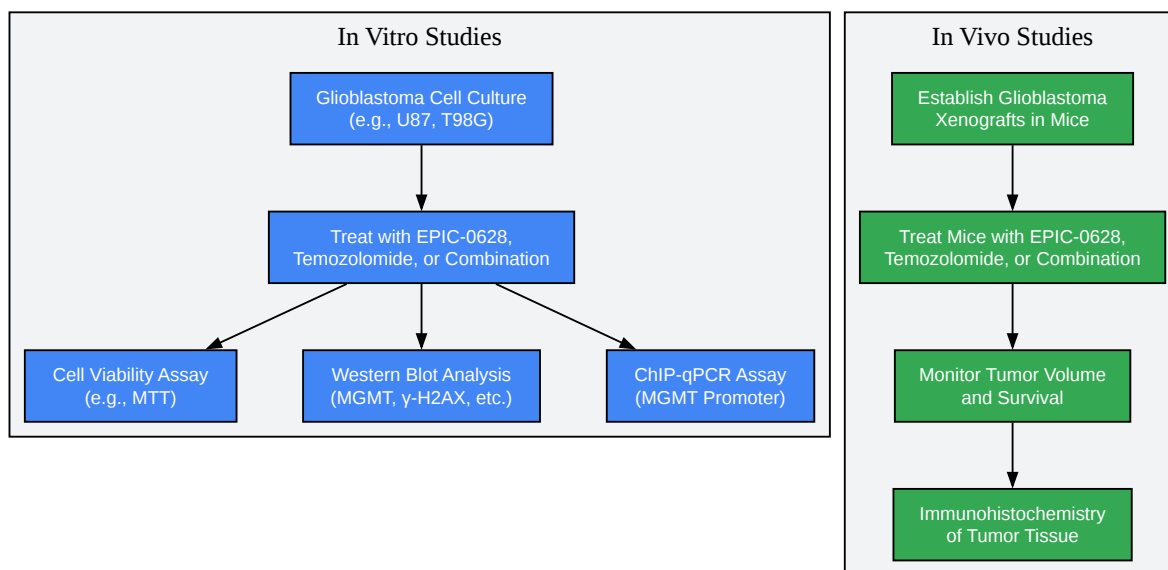 In Vitro Studies
Glioblastoma Cell Culture
(e.g., U87, T98G)
Treat with EPIC-0628,
Temozolomide, or Combination
Cell Viability Assay
(e.g., MTT)
Western Blot Analysis
(MGMT, γ-H2AX, etc.)
ChIP-qPCR Assay
(MGMT Promoter)
In Vivo Studies
Establish Glioblastoma
Xenografts in Mice
Treat Mice with EPIC-0628,
Temozolomide, or Combination
Monitor Tumor Volume
and Survival
Immunohistochemistry
of Tumor Tissue